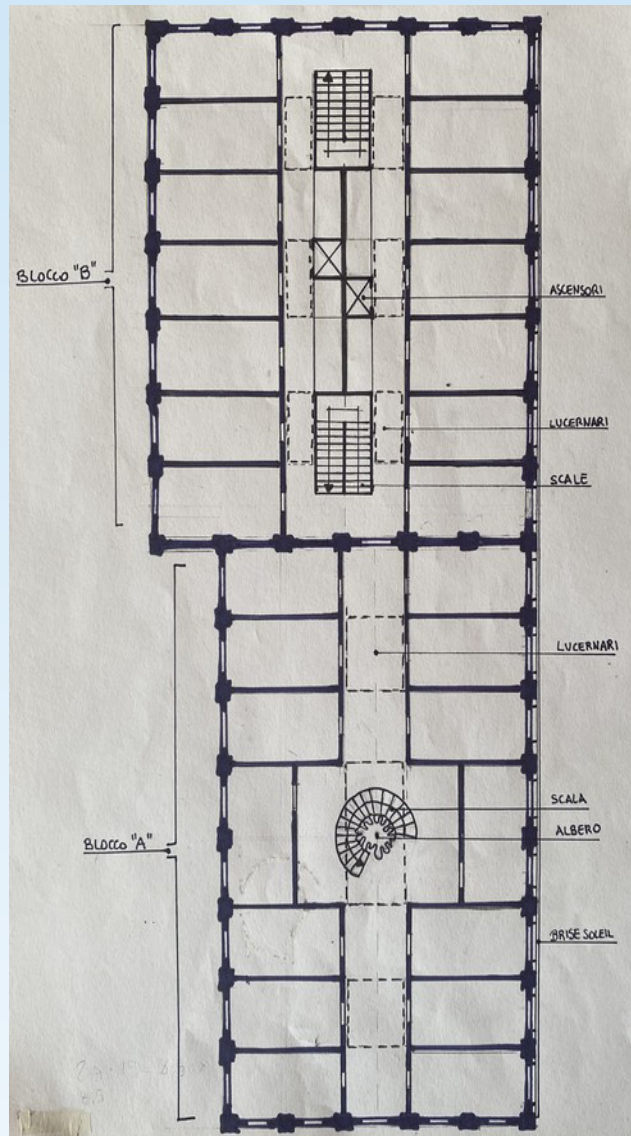 BLOCCO "B"
ASCENSORI
LUCERNARI
SCALE
LUCERNARI
SCALA
ALBERO
BLOCCO "A"
BRISE SOLEIL